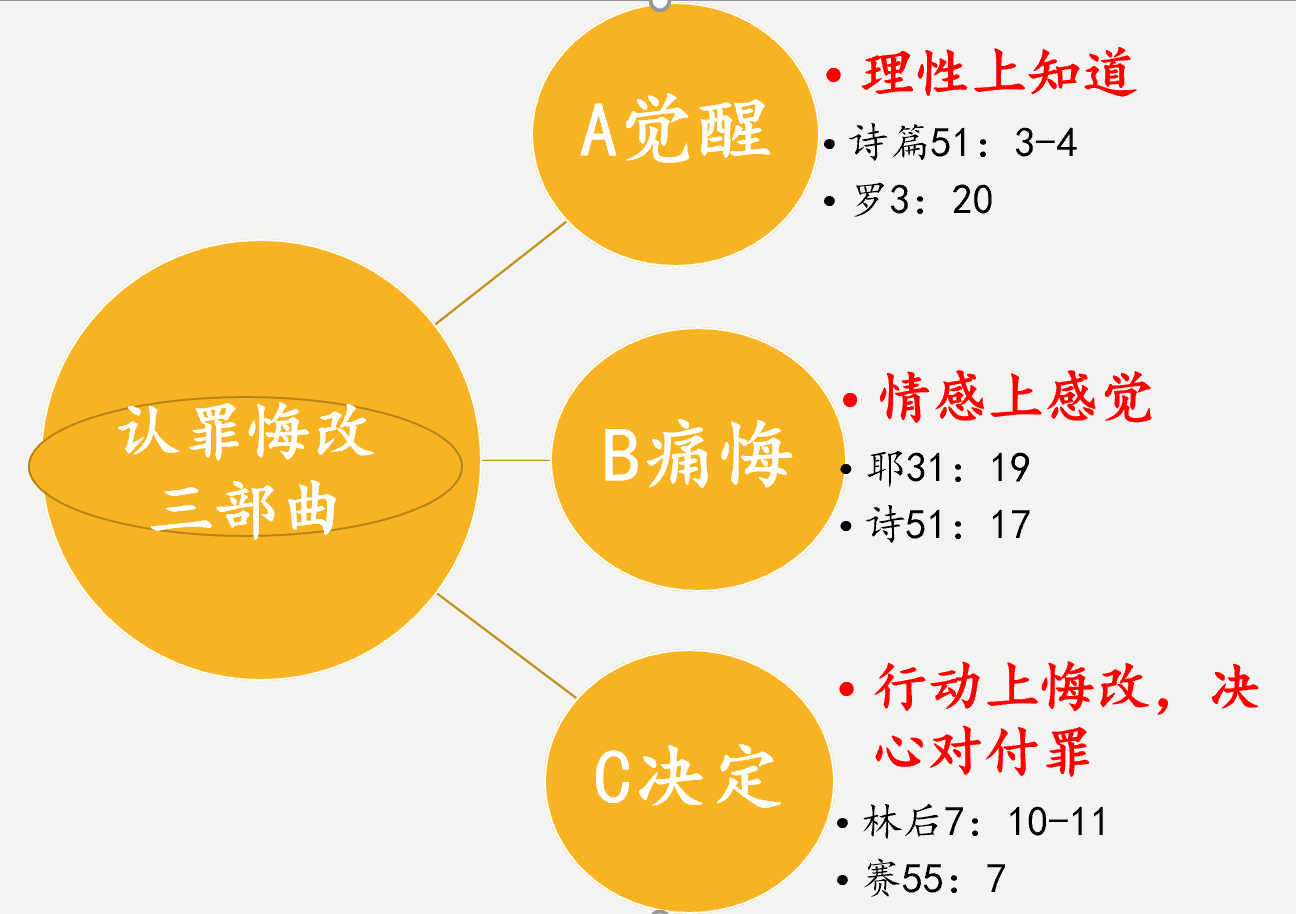 认罪悔改
三部曲
A觉醒
• 理性上知道
• 诗篇51：3-4
• 罗3：20
B痛悔
• 情感上感觉
• 耶31：19
• 诗51：17
C决定
• 行动上悔改，决
心对付罪
• 林后7：10-11
• 赛55：7